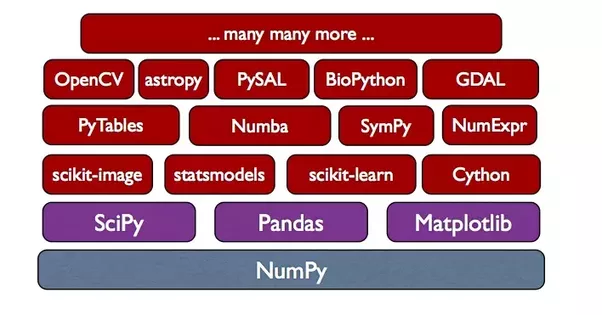 ... many many more ...
OpenCV astropy PySAL BioPython GDAL
PyTables Numba SymPy NumExpr
scikit-image statsmodels scikit-learn Cython
SciPy Pandas Matplotlib
NumPy